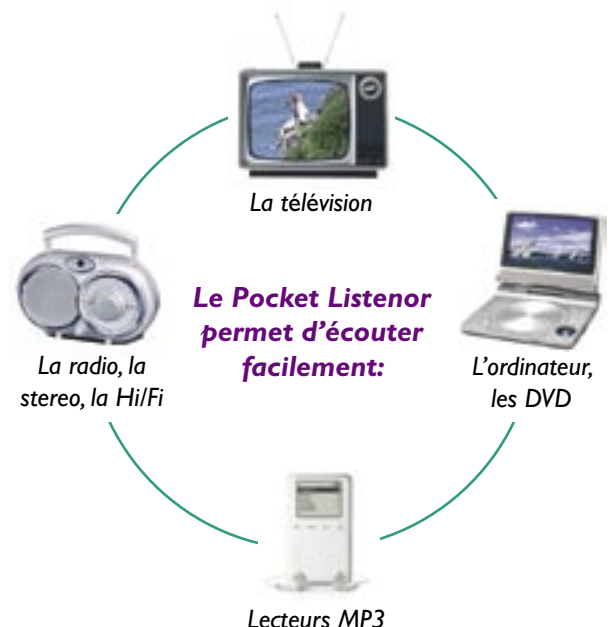 La télévision
Le Pocket Listenor
permet d'écouter
facilement:
La radio, la
stereo, la Hi/Fi
L'ordinateur,
les DVD
Lecteurs MP3